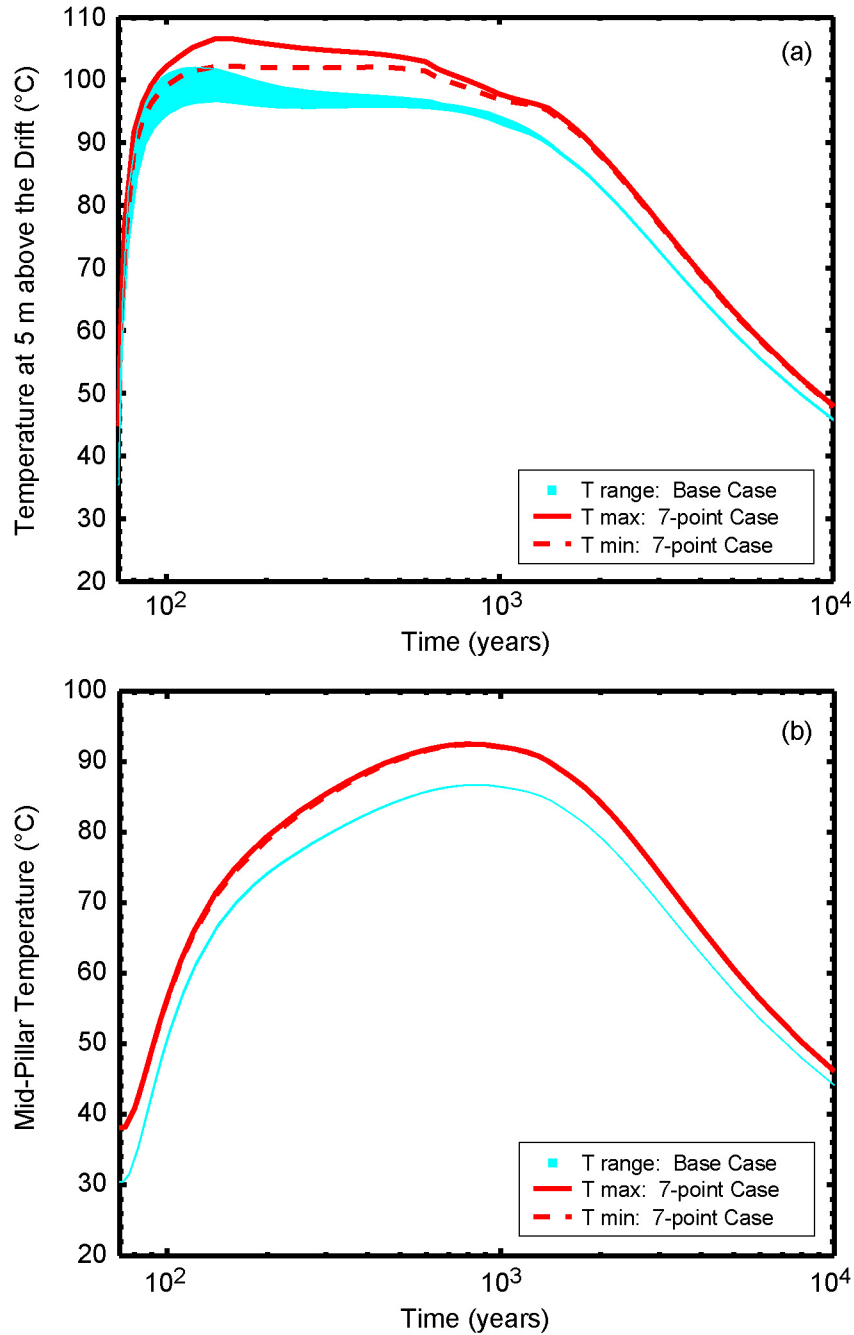 110
100
90
80
70
60
50
40
30
20
Temperature at 5 m above the Drift (°C)
(a)
T range: Base Case
T max: 7-point Case
T min: 7-point Case
10²
10³
10⁴
Time (years)
100
90
80
70
60
50
40
30
20
Mid-Pillar Temperature (°C)
(b)
T range: Base Case
T max: 7-point Case
T min: 7-point Case
10²
10³
10⁴
Time (years)